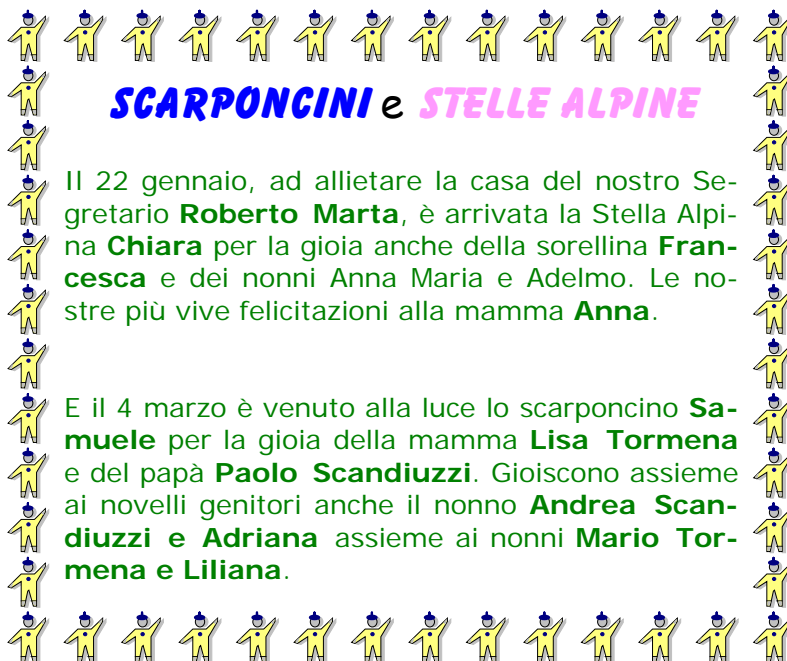 SCARPONCINI e STELLE ALPINE
Il 22 gennaio, ad allietare la casa del nostro Se-
gretario Roberto Marta, è arrivata la Stella Alpi-
na Chiara per la gioia anche della sorellina Fran-
cesca e dei nonni Anna Maria e Adelmo. Le no-
stre più vive felicitazioni alla mamma Anna.
E il 4 marzo è venuto alla luce lo scarponcino Sa-
muele per la gioia della mamma Lisa Tormena
e del papà Paolo Scandiuzzi. Gioiscono assieme
ai novelli genitori anche il nonno Andrea Scan-
diuzzi e Adriana assieme ai nonni Mario Tor-
mena e Liliana.